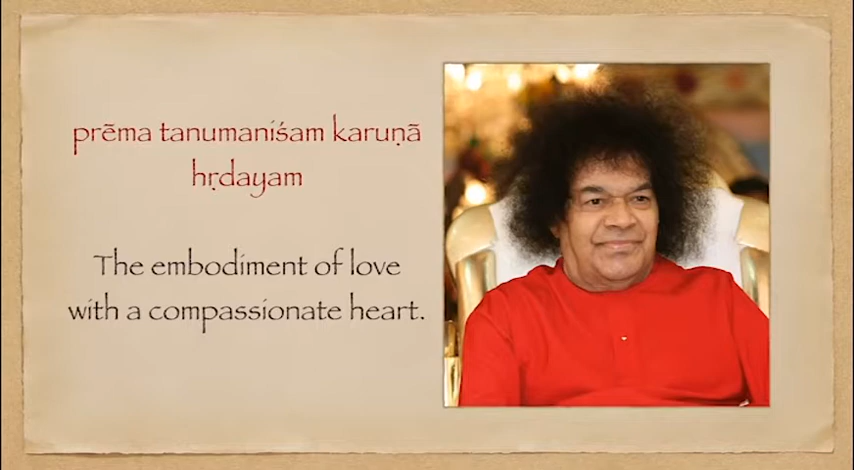 prēma tanumaniśam karuṇā
hṛdayam
The embodiment of love
with a compassionate heart.